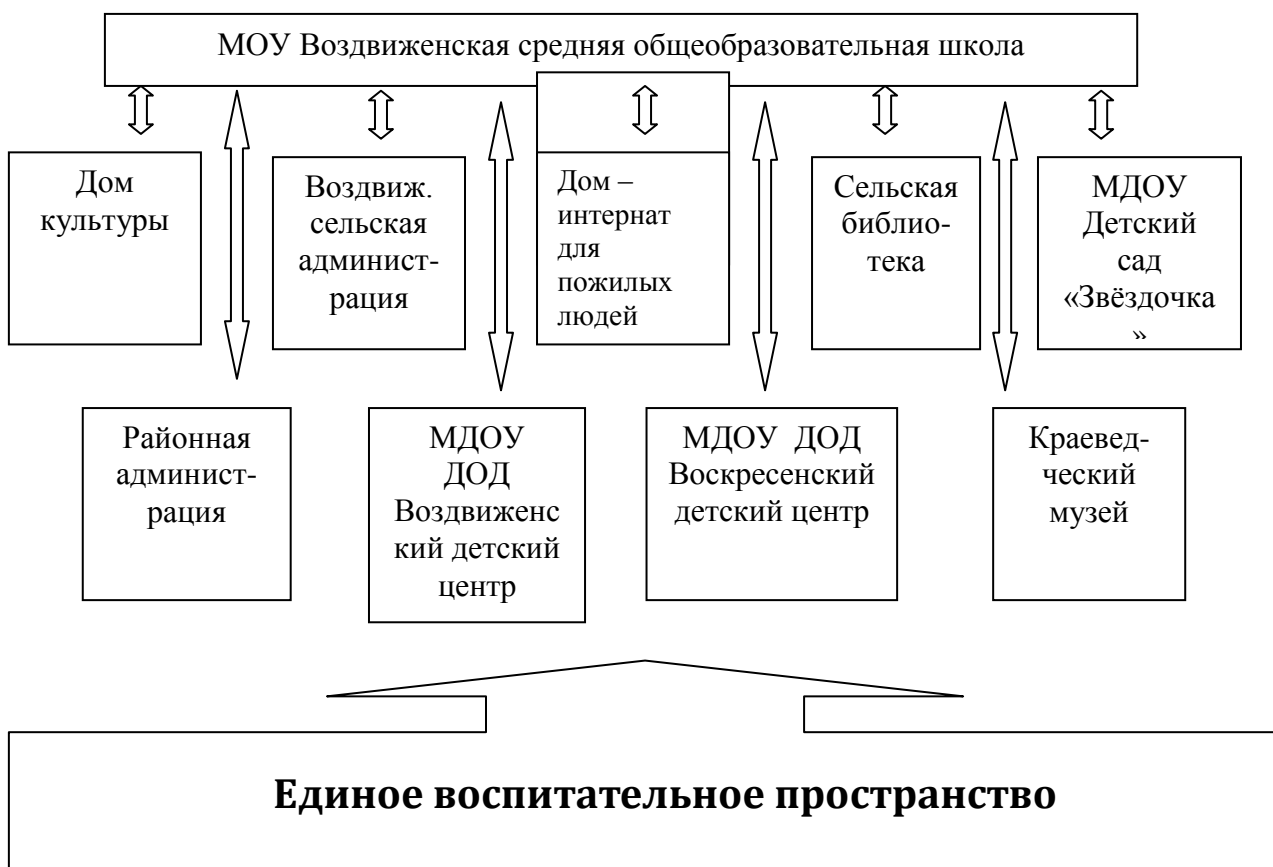 МОУ Воздвиженская средняя общеобразовательная школа
Дом
культуры
Воздвиж.
сельская
админист-
рация
Дом –
интернат
для
пожилых
людей
Сельская
библио-
тека
МДОУ
Детский
сад
«Звёздочка
»
Районная
админист-
рация
МДОУ
ДОД
Воздвиженс
кий детский
центр
МДОУ ДОД
Воскресенский
детский центр
Краевед-
ческий
музей
Единое воспитательное пространство